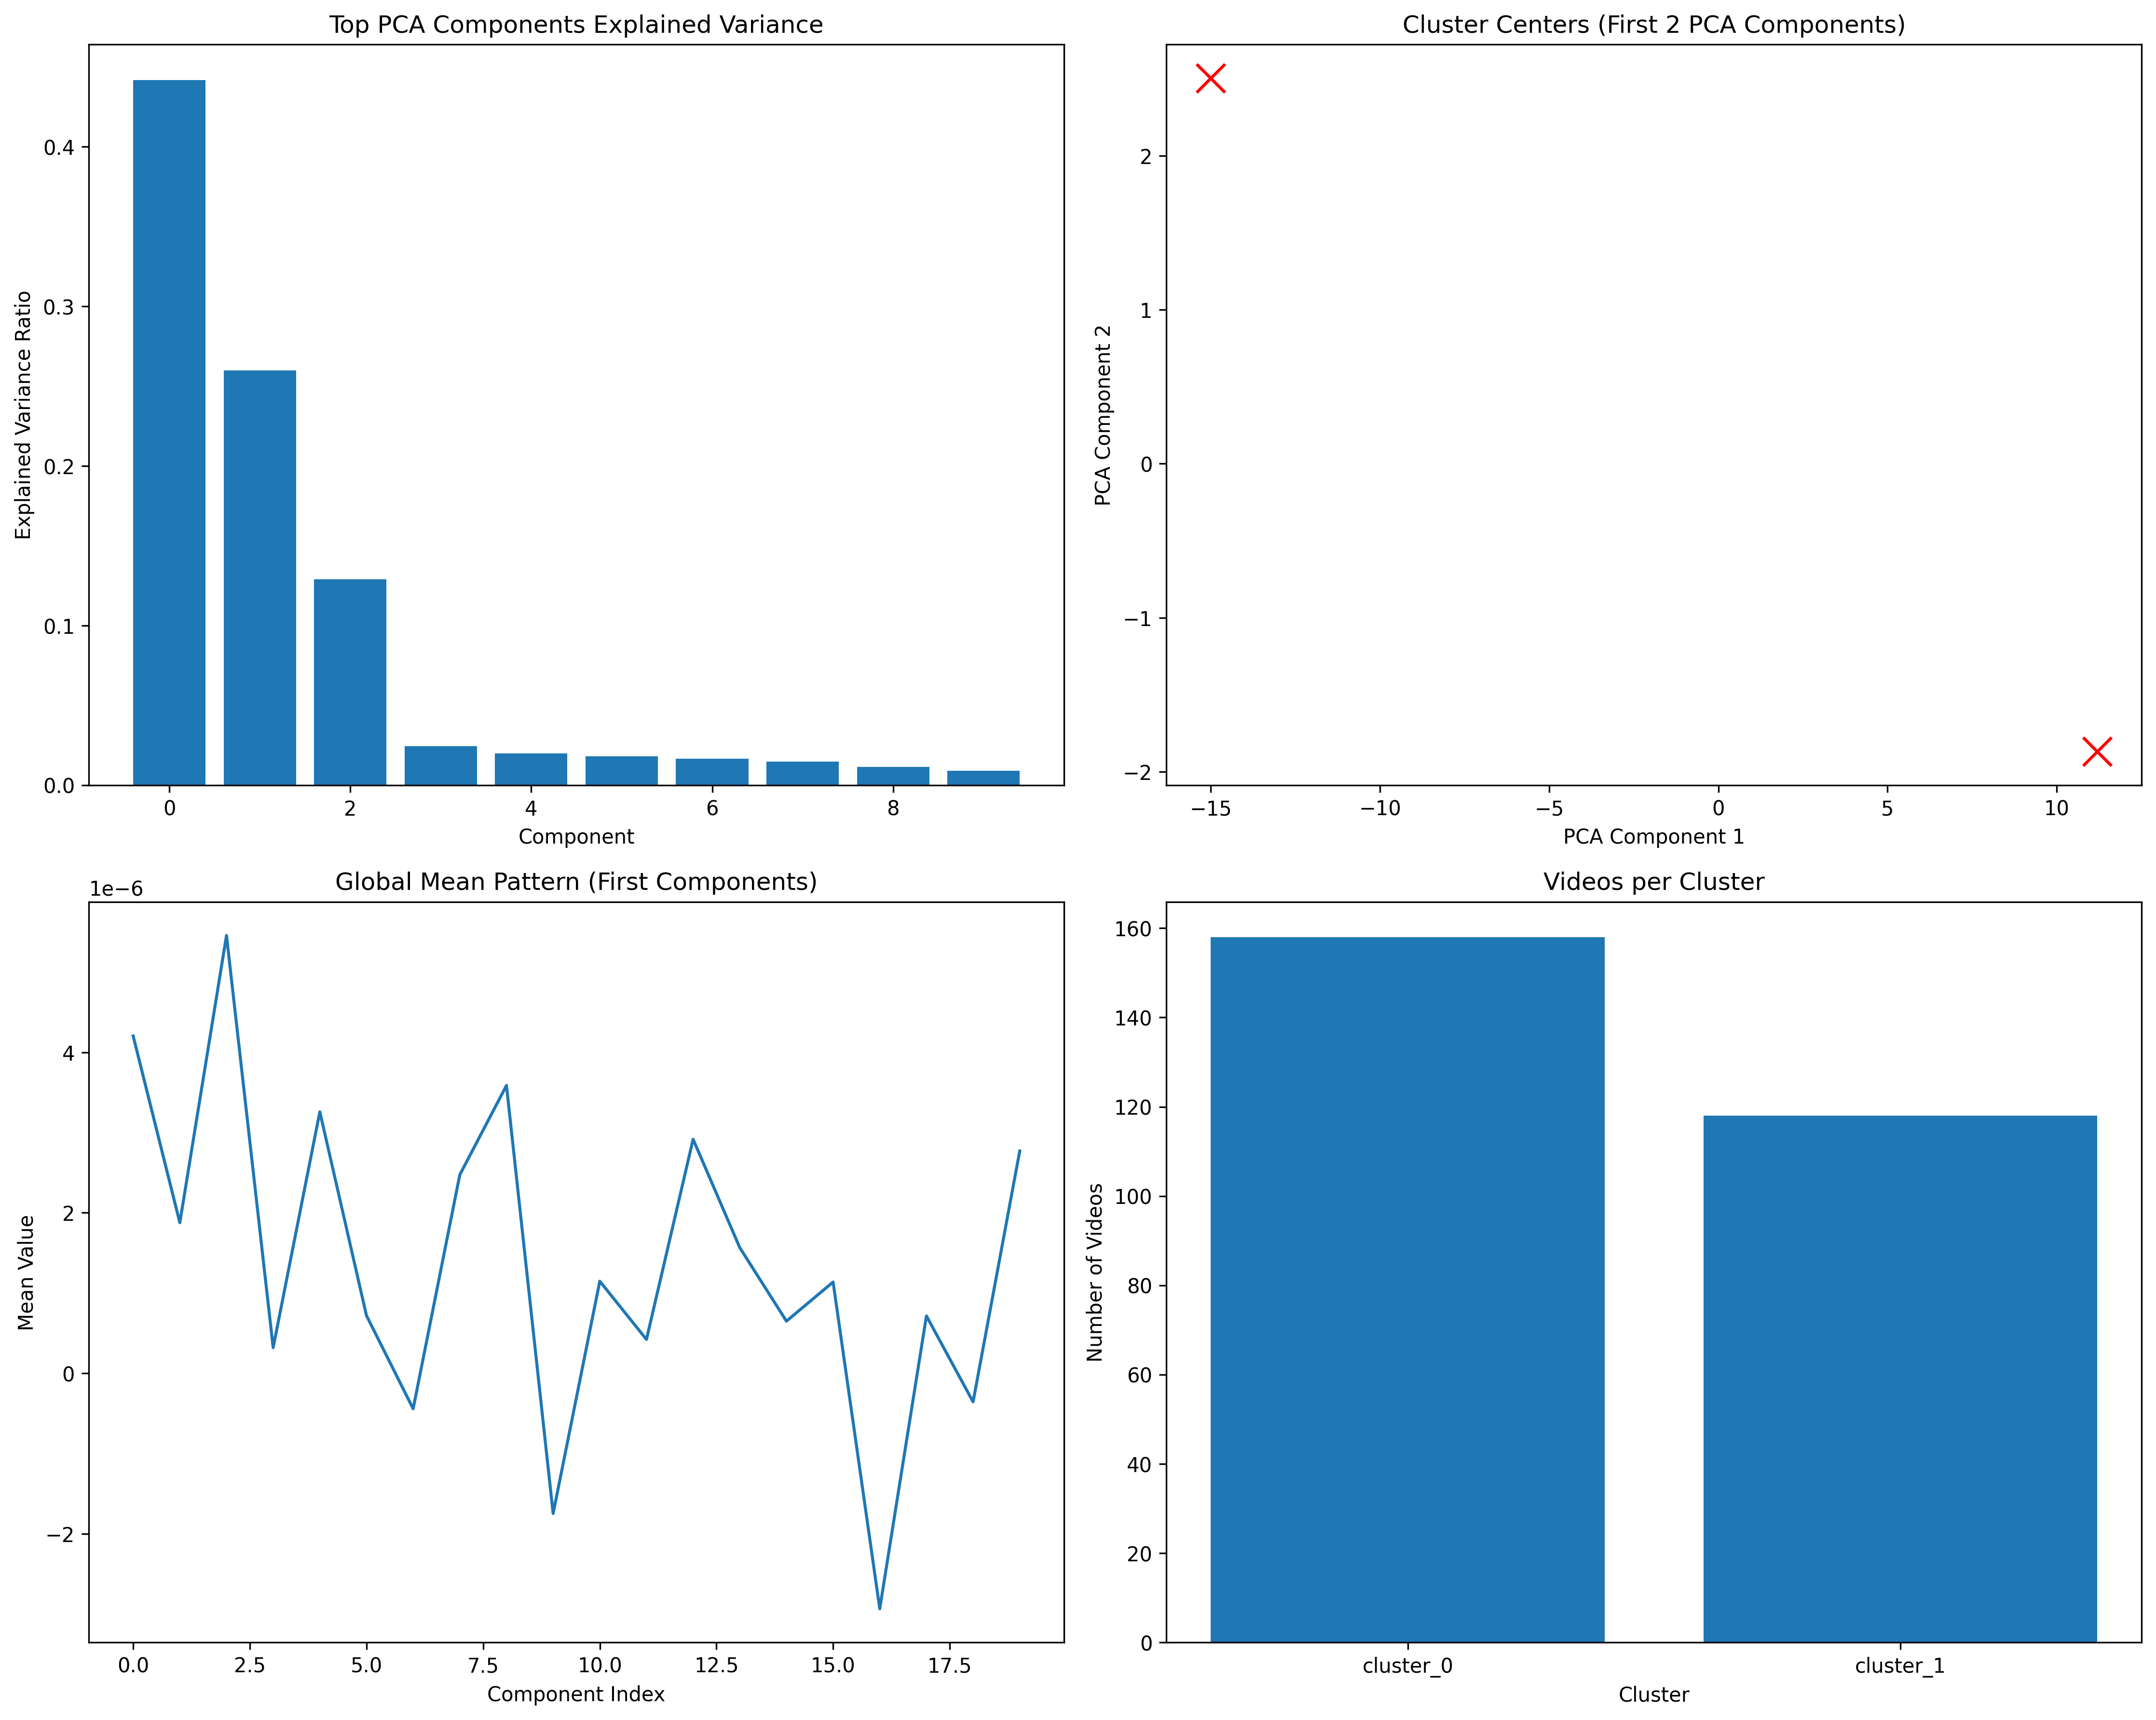 Top PCA Components Explained Variance
Explained Variance Ratio
0.4
0.3
0.2
0.1
0.0
0 2 4 6 8
Component
Cluster Centers (First 2 PCA Components)
PCA Component 2
2
1
0
−1
−2
−15 −10 −5 0 5 10
PCA Component 1
Global Mean Pattern (First Components)
1e−6
Mean Value
4
2
0
−2
0.0 2.5 5.0 7.5 10.0 12.5 15.0 17.5
Component Index
Videos per Cluster
Number of Videos
160
140
120
100
80
60
40
20
0
cluster_0 cluster_1
Cluster